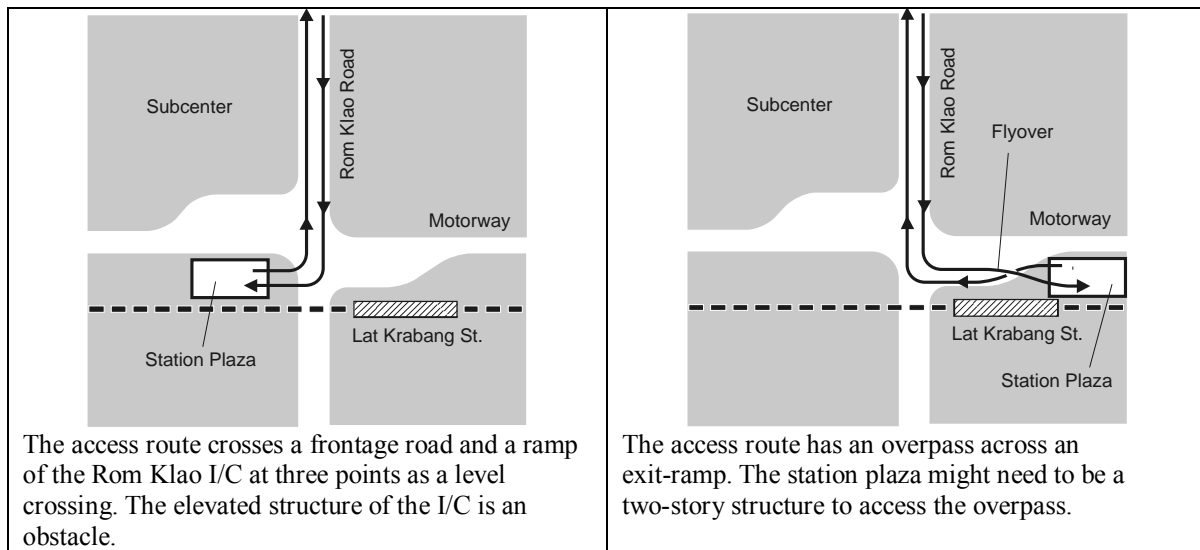 Subcenter
Rom Klao Road
Motorway
Lat Krabang St.
Station Plaza
The access route crosses a frontage road and a ramp
of the Rom Klao I/C at three points as a level
crossing. The elevated structure of the I/C is an
obstacle.
Subcenter
Rom Klao Road
Flyover
Motorway
Lat Krabang St.
Station Plaza
The access route has an overpass across an
exit-ramp. The station plaza might need to be a
two-story structure to access the overpass.